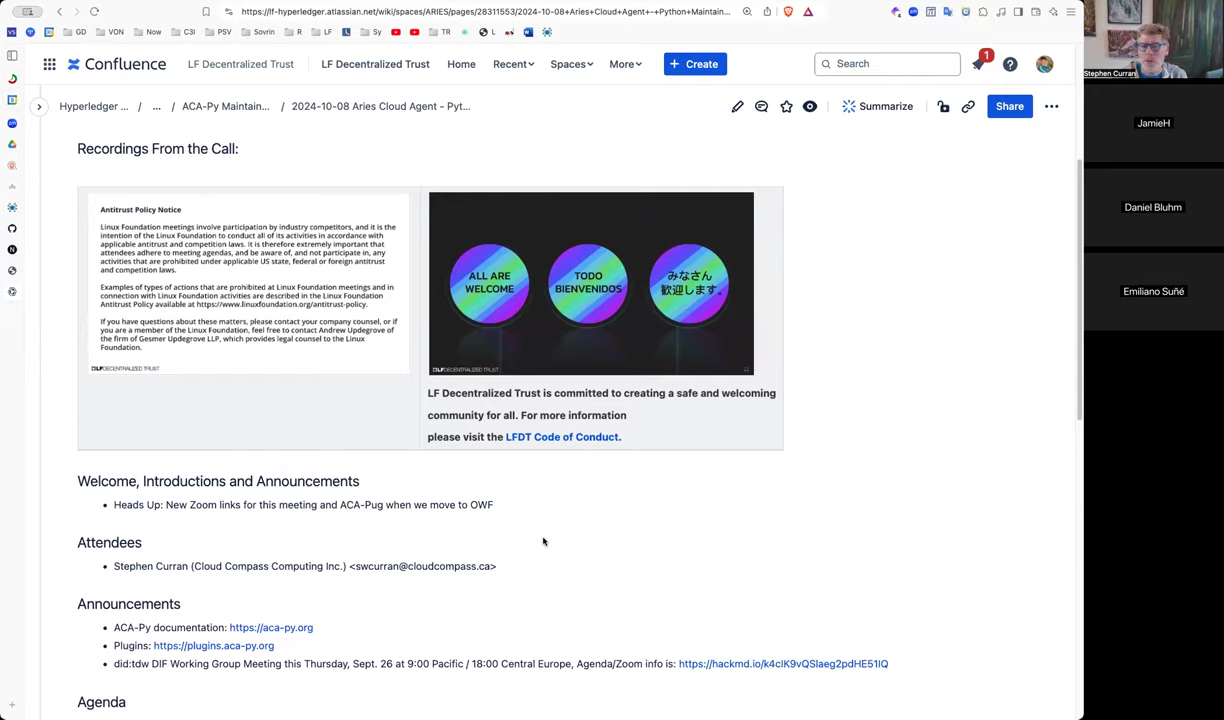 https://lf-hyperledger.atlassian.net/wiki/spaces/ARIES/pages/28311553/2024-10-08+Aries+Cloud+Agent+-+Python+Maintain...
GD
VON
Now
C3I
PSV
Sovrin
R
LF
Sy
TR
L
Confluence
LF Decentralized Trust
LF Decentralized Trust
Home
Recent
Spaces
More
+ Create
Search
1
Hyperledger ... / ... / ACA-Py Maintain... / 2024-10-08 Aries Cloud Agent - Pyt...
Summarize
Share
Recordings From the Call:
Antitrust Policy Notice
Linux Foundation meetings involve participation by industry competitors, and it is the
intention of the Linux Foundation to conduct all of its activities in accordance with
applicable antitrust and competition laws. It is therefore extremely important that
attendees adhere to meeting agendas, and be aware of, and not participate in, any
activities that are prohibited under applicable US state, federal or foreign antitrust
and competition laws.
Examples of types of actions that are prohibited at Linux Foundation meetings and in
connection with Linux Foundation activities are described in the Linux Foundation
Antitrust Policy available at https://www.linuxfoundation.org/antitrust-policy.
If you have questions about these matters, please contact your company counsel, or if
you are a member of the Linux Foundation, feel free to contact Andrew Updegrove of
the firm of Gesmer Updegrove LLP, which provides legal counsel to the Linux
Foundation.
LF DECENTRALIZED TRUST
ALL ARE
WELCOME
TODO
BIENVENIDOS
みなさん
歓迎します。
LF DECENTRALIZED TRUST
LF Decentralized Trust is committed to creating a safe and welcoming
community for all. For more information
please visit the LFDT Code of Conduct.
Welcome, Introductions and Announcements
• Heads Up: New Zoom links for this meeting and ACA-Pug when we move to OWF
Attendees
• Stephen Curran (Cloud Compass Computing Inc.) <swcurran@cloudcompass.ca>
Announcements
• ACA-Py documentation: https://aca-py.org
• Plugins: https://plugins.aca-py.org
• did:tdw DIF Working Group Meeting this Thursday, Sept. 26 at 9:00 Pacific / 18:00 Central Europe, Agenda/Zoom info is: https://hackmd.io/k4cIK9vQSlaeg2pdHE51IQ
Agenda
Stephen Curran
JamieH
Daniel Bluhm
Emiliano Suñé